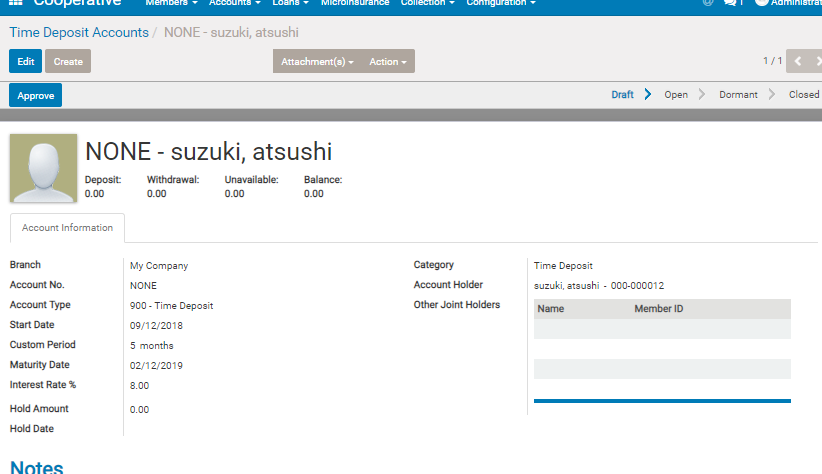 Cooperative Members Accounts Loans Microinsurance Collection Configuration @ 1
Time Deposit Accounts / NONE - suzuki, atsushi
Edit Create Attachment(s) Action 1 / 1
Approve Draft Open Dormant Closed
NONE - suzuki, atsushi
Deposit: Withdrawal: Unavailable: Balance:
0.00 0.00 0.00 0.00
Account Information
Branch My Company Category Time Deposit
Account No. NONE Account Holder suzuki, atsushi - 000-000012
Account Type 900 - Time Deposit Other Joint Holders Name Member ID
Start Date 09/12/2018
Custom Period 5 months
Maturity Date 02/12/2019
Interest Rate % 8.00
Hold Amount 0.00
Hold Date
Notes